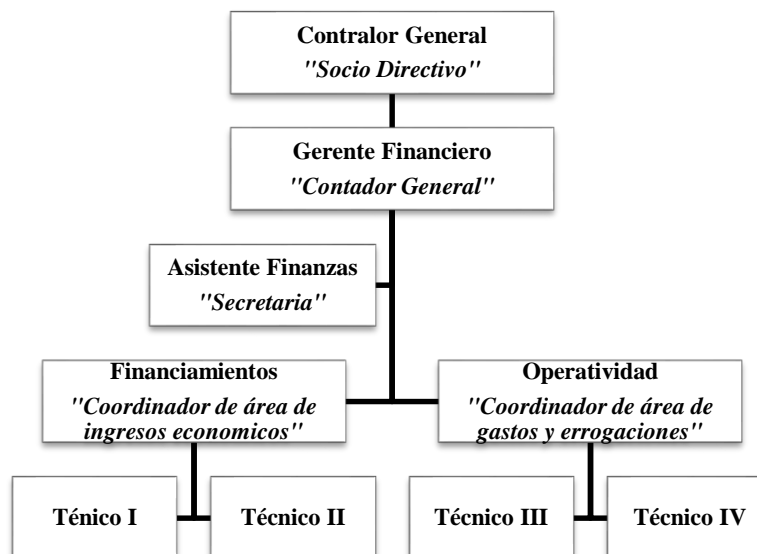 Contralor General
"Socio Directivo"
Gerente Financiero
"Contador General"
Asistente Finanzas
"Secretaria"
Financiamientos
"Coordinador de área de
ingresos economicos"
Operatividad
"Coordinador de área de
gastos y errogaciones"
Ténico I
Técnico II
Técnico III
Técnico IV